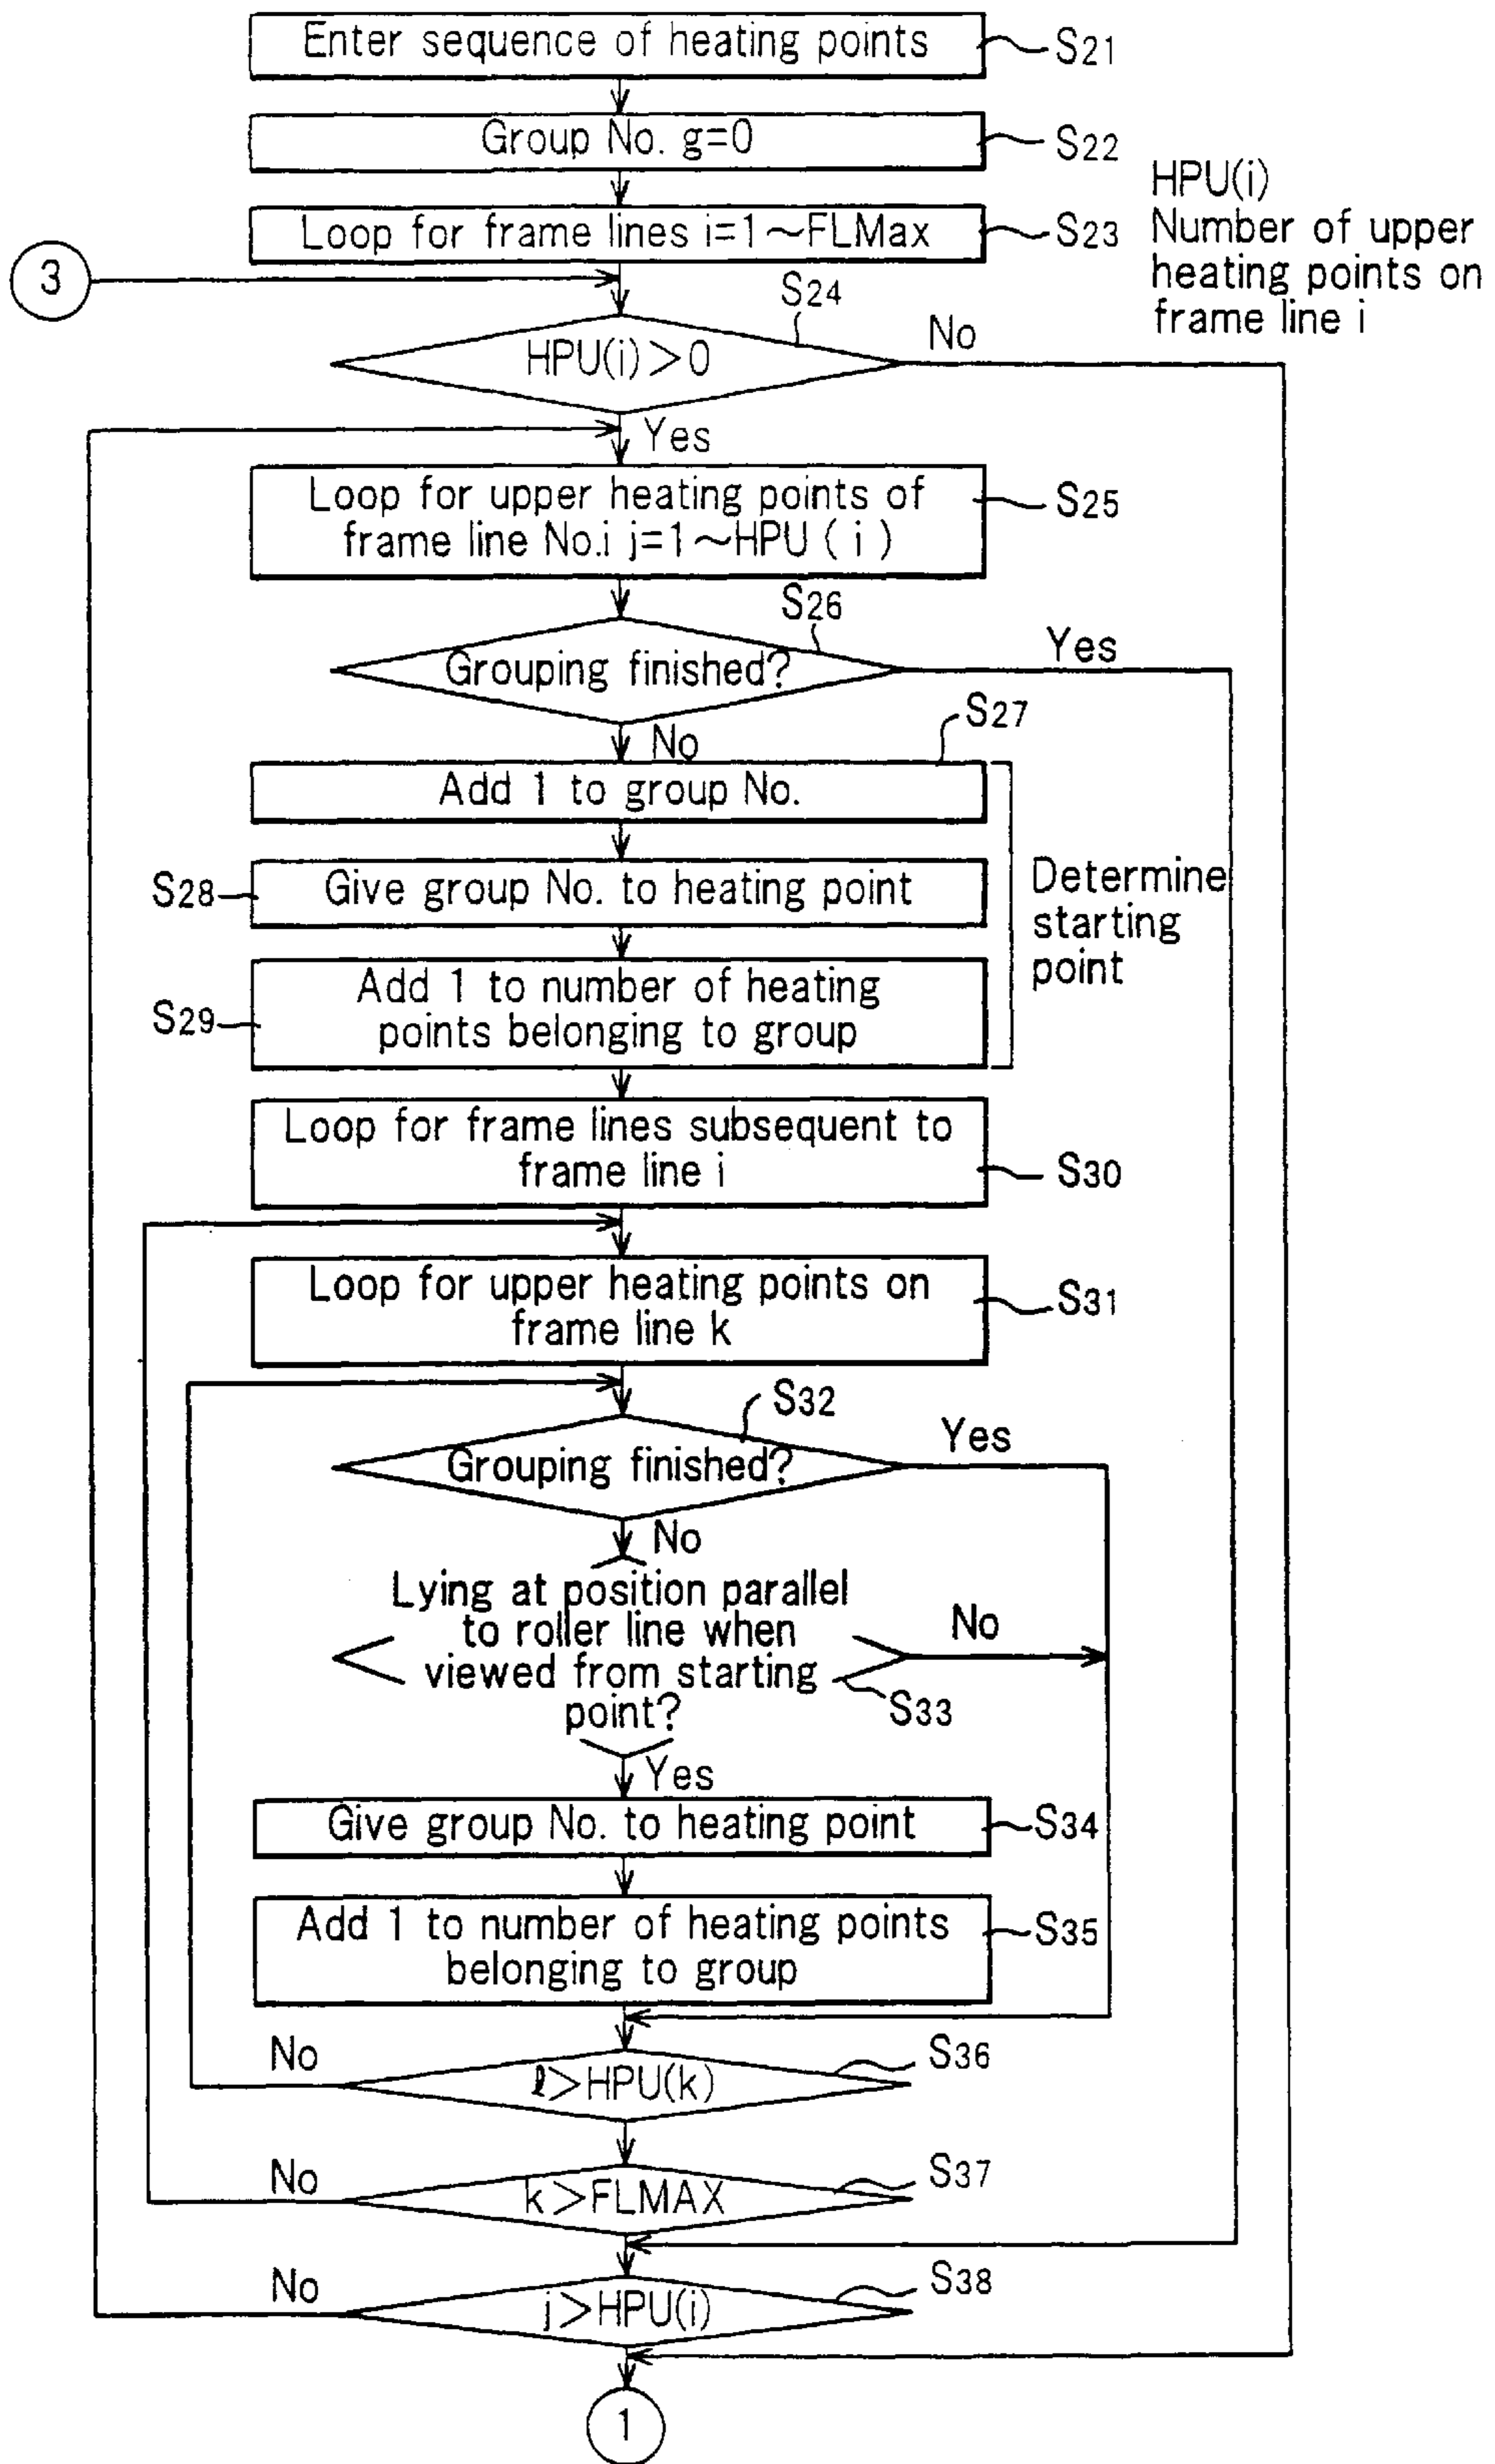 Enter sequence of heating points
S21
Group No. g=0
S22
HPU(i)
Number of upper
heating points on
frame line i
Loop for frame lines i=1~FLMax
S23
3
S24
HPU(i)>0
No
Yes
Loop for upper heating points of
frame line No.i j=1~HPU ( i )
S25
S26
Grouping finished?
Yes
No
S27
Add 1 to group No.
S28
Give group No. to heating point
Determine
starting
point
S29
Add 1 to number of heating
points belonging to group
Loop for frame lines subsequent to
frame line i
S30
Loop for upper heating points on
frame line k
S31
S32
Grouping finished?
Yes
No
Lying at position parallel
to roller line when
viewed from starting
point?
No
S33
Yes
Give group No. to heating point
S34
Add 1 to number of heating points
belonging to group
S35
No
ℓ>HPU(k)
S36
No
k>FLMAX
S37
No
j>HPU(i)
S38
1